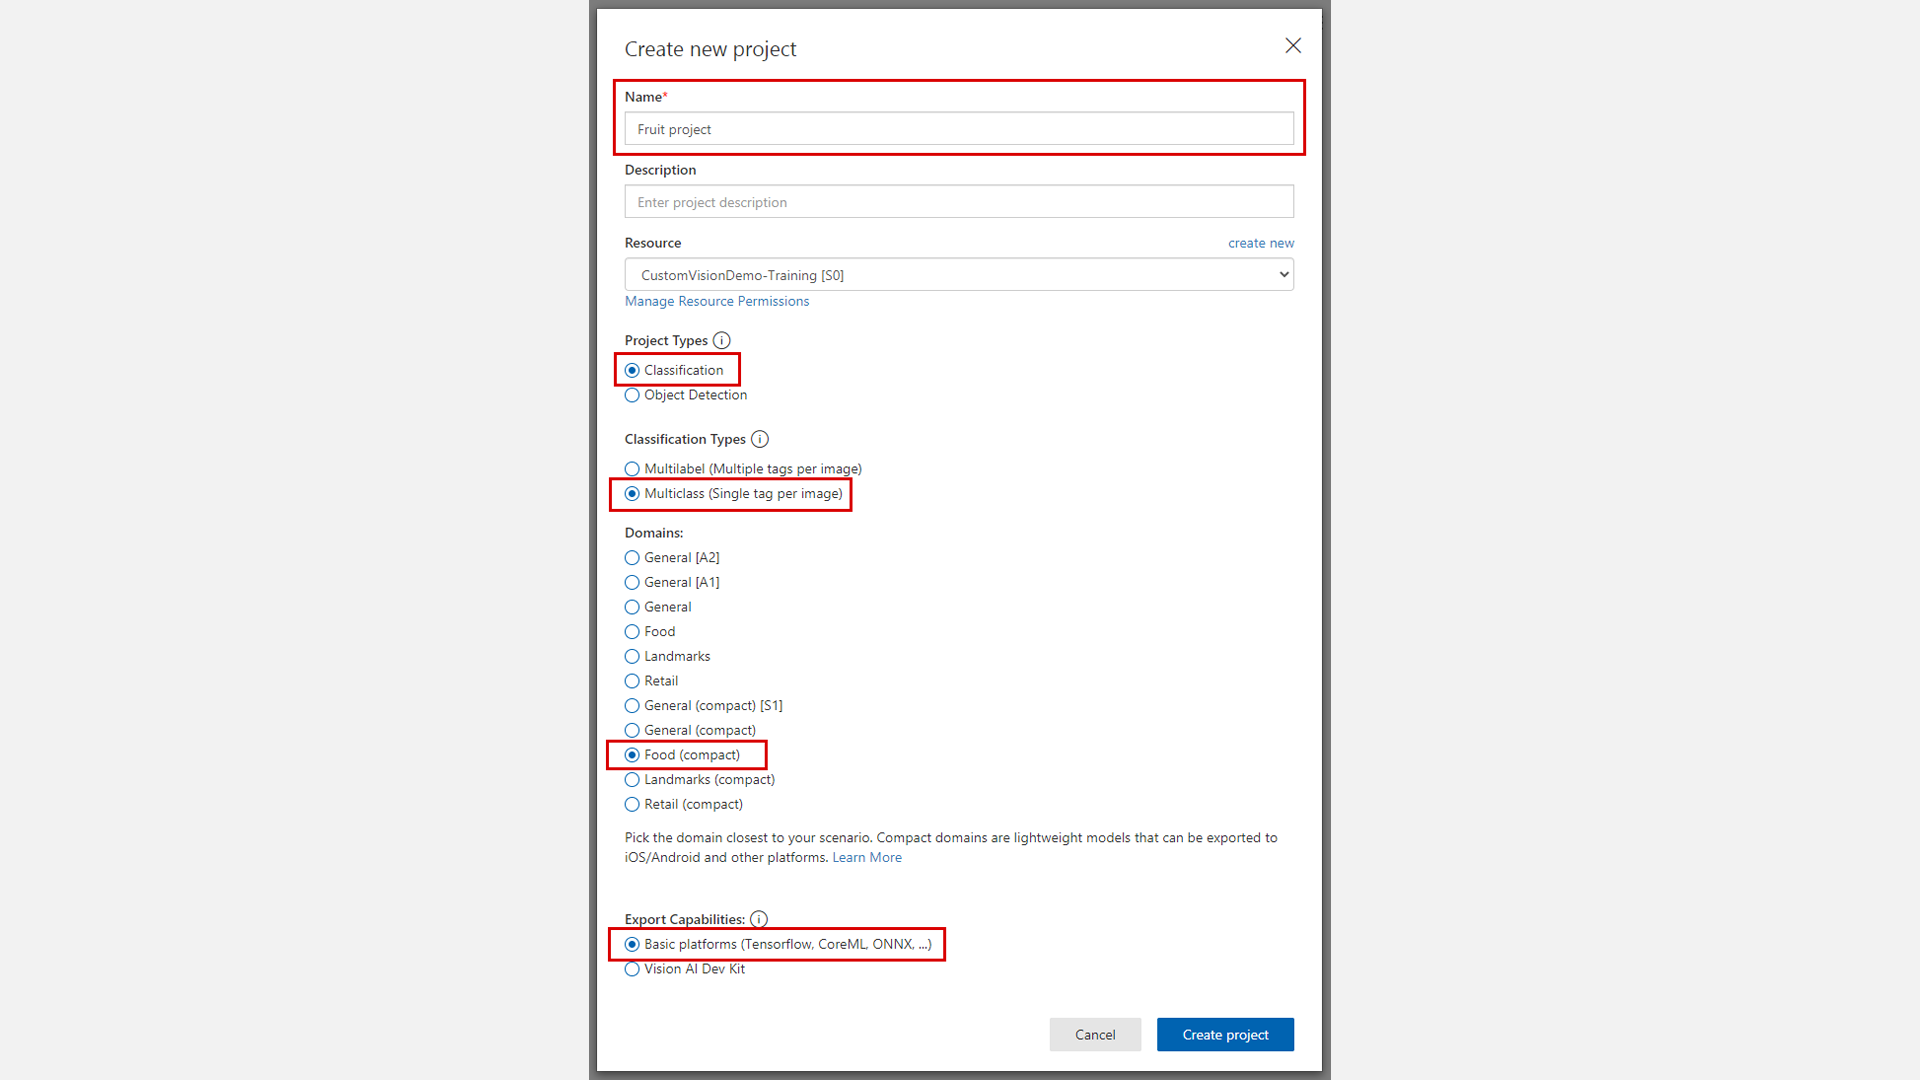 Create new project
Name*
Fruit project
Description
Enter project description
Resource
create new
CustomVisionDemo-Training [S0]
Manage Resource Permissions
Project Types
Classification
Object Detection
Classification Types
Multilabel (Multiple tags per image)
Multiclass (Single tag per image)
Domains:
General [A2]
General [A1]
General
Food
Landmarks
Retail
General (compact) [S1]
General (compact)
Food (compact)
Landmarks (compact)
Retail (compact)
Pick the domain closest to your scenario. Compact domains are lightweight models that can be exported to
iOS/Android and other platforms. Learn More
Export Capabilities:
Basic platforms (Tensorflow, CoreML, ONNX, ...)
Vision AI Dev Kit
Cancel
Create project